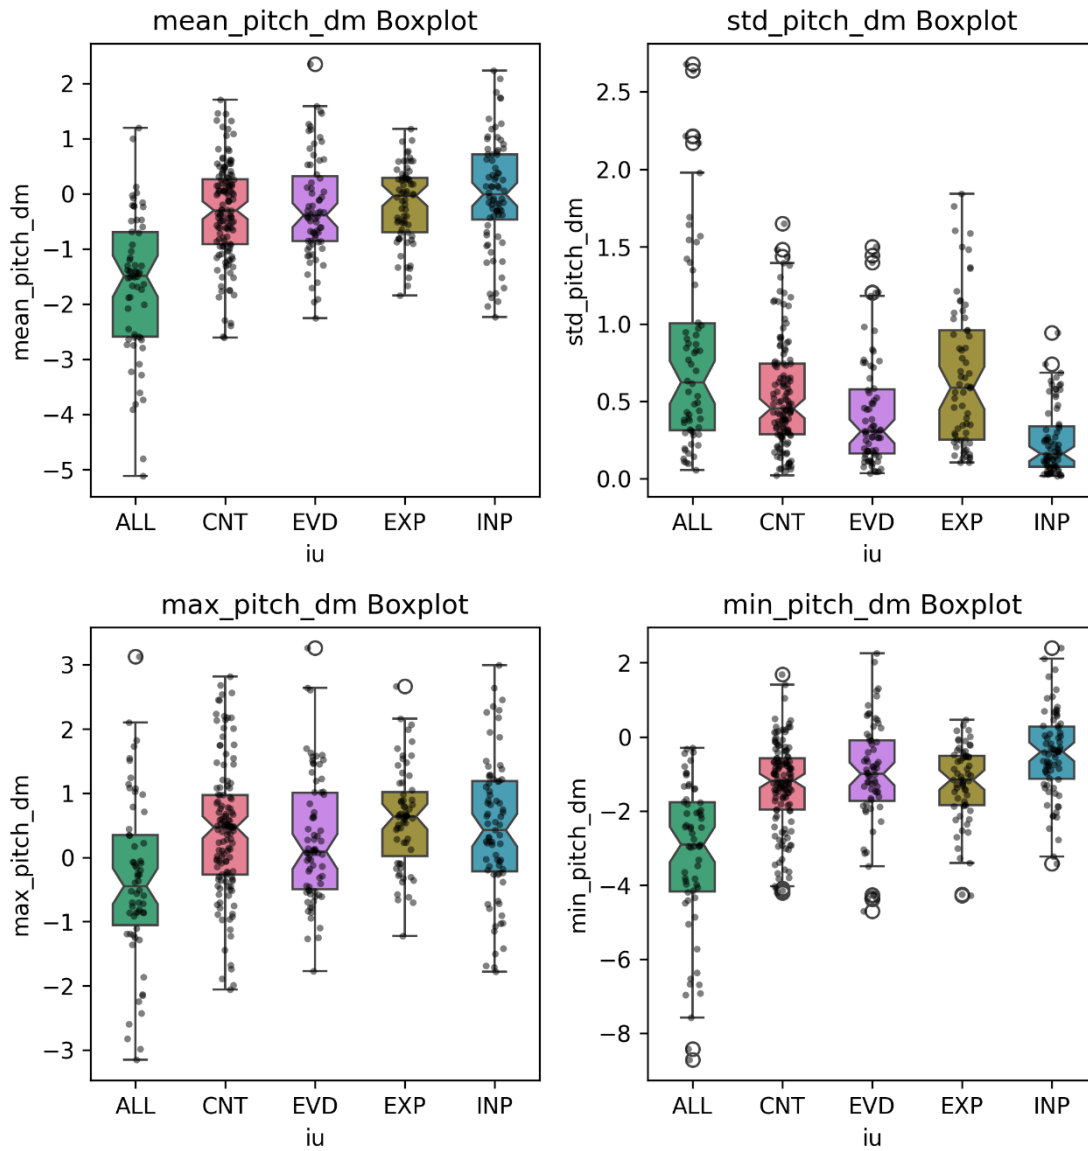 mean_pitch_dm Boxplot
mean_pitch_dm
2
1
0
−1
−2
−3
−4
−5
ALL CNT EVD EXP INP
iu
std_pitch_dm Boxplot
std_pitch_dm
2.5
2.0
1.5
1.0
0.5
0.0
ALL CNT EVD EXP INP
iu
max_pitch_dm Boxplot
max_pitch_dm
3
2
1
0
−1
−2
−3
ALL CNT EVD EXP INP
iu
min_pitch_dm Boxplot
min_pitch_dm
2
0
−2
−4
−6
−8
ALL CNT EVD EXP INP
iu